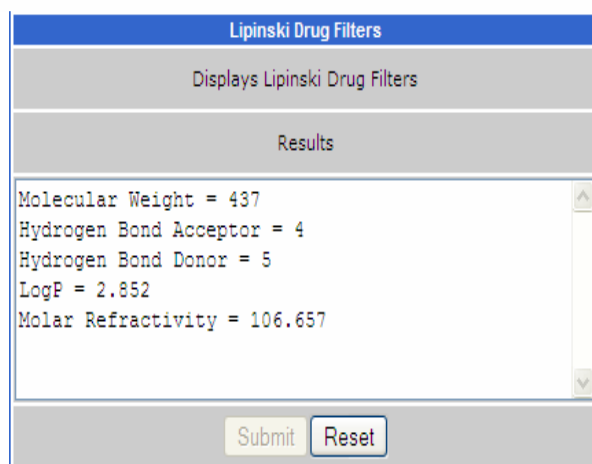 Lipinski Drug Filters
Displays Lipinski Drug Filters
Results
Molecular Weight = 437
Hydrogen Bond Acceptor = 4
Hydrogen Bond Donor = 5
LogP = 2.852
Molar Refractivity = 106.657
Submit Reset